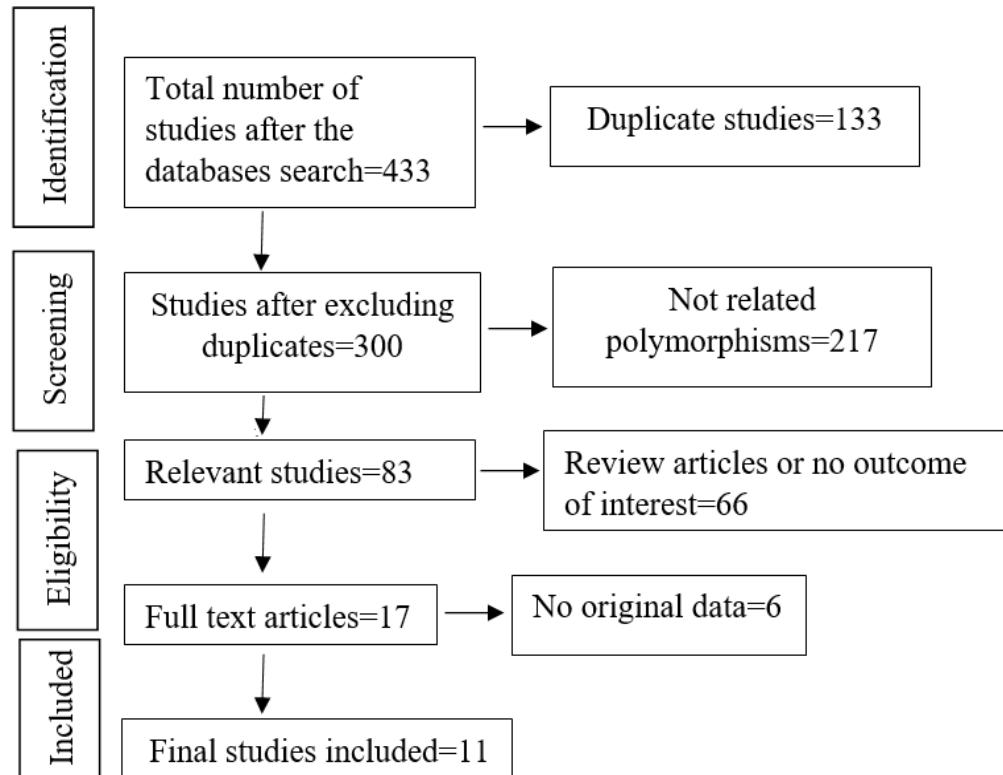 Identification
Total number of
studies after the
databases search=433
Duplicate studies=133
Screening
Studies after excluding
duplicates=300
Not related
polymorphisms=217
Eligibility
Relevant studies=83
Review articles or no outcome
of interest=66
Full text articles=17
No original data=6
Included
Final studies included=11